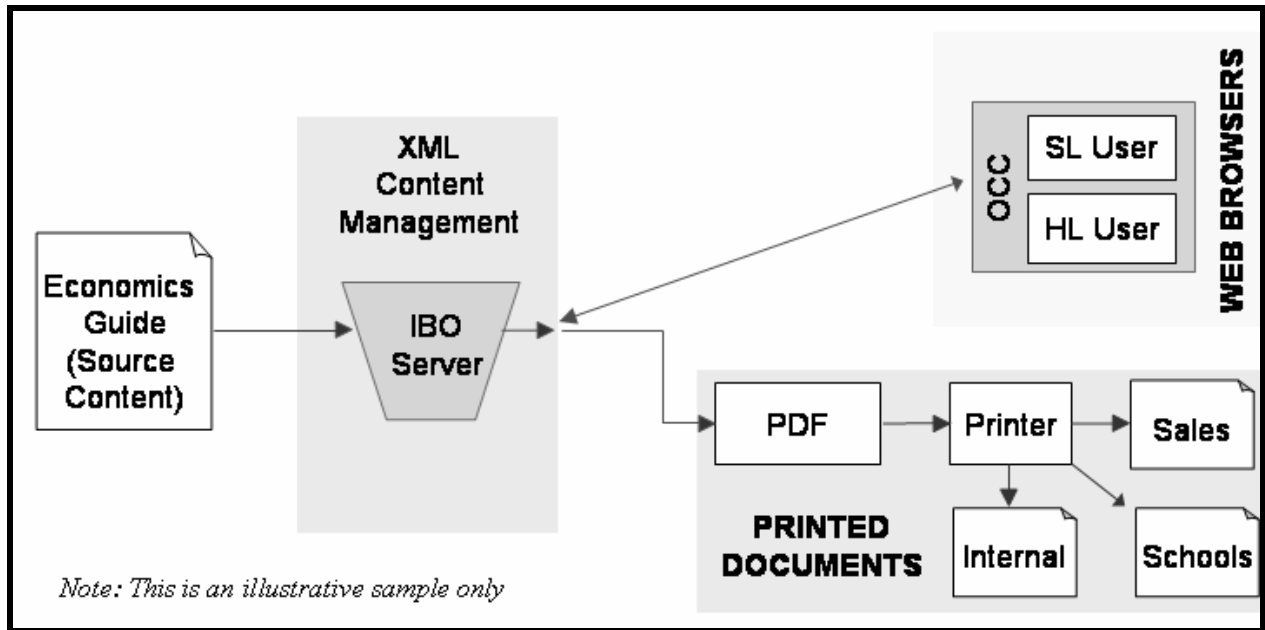 Economics
Guide
(Source
Content)
XML
Content
Management
IBO
Server
OCC
SL User
HL User
WEB BROWSERS
PDF
Printer
Sales
Internal
Schools
PRINTED
DOCUMENTS
Note: This is an illustrative sample only